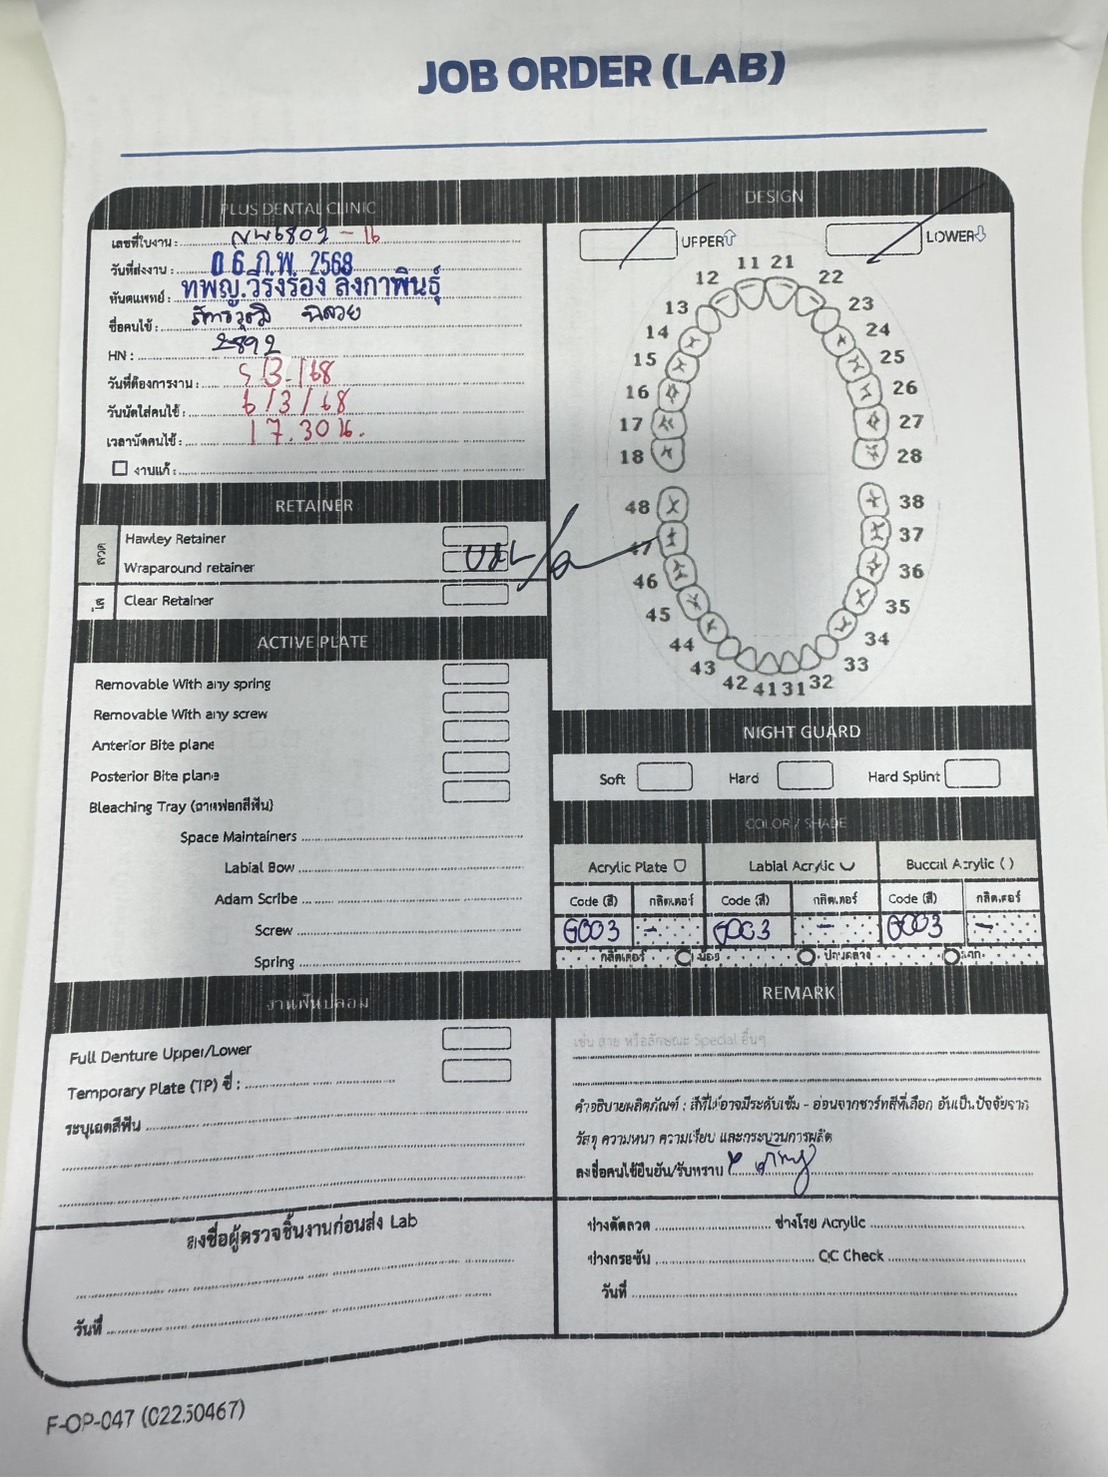 JOB ORDER (LAB)
PLUS DENTAL CLINIC
เลขที่ใบงาน : NW6802 - 16
วันที่ส่งงาน : 06 ก.พ. 2568
ทันตแพทย์ : ทพญ.วีรงรอง ลิงกาพินธุ์
ชื่อคนไข้ :
HN : 2892
วันที่ต้องการงาน : 5/3/68
วันนัดใส่คนไข้ : 6/3/68
เวลานัดคนไข้ : 17.30 น.
งานแก้ :
DESIGN
UPPER
LOWER
11 21
12 22
13 23
14 24
15 25
16 26
17 27
18 28
48 38
47 37
46 36
45 35
44 34
43 33
42 41 31 32
RETAINER
ลวด
Hawley Retainer
Wraparound retainer
บน/ล่าง
ใส
Clear Retainer
ACTIVE PLATE
Removable With any spring
Removable With any screw
Anterior Bite plane
Posterior Bite plane
Bleaching Tray (ถาดฟอกสีฟัน)
Space Maintainers
Labial Bow
Adam Scribe
Screw
Spring
NIGHT GUARD
Soft Hard Hard Splint
COLOR / SHADE
Acrylic Plate Labial Acrylic Buccal Acrylic ( )
Code (สี) กลิตเตอร์ Code (สี) กลิตเตอร์ Code (สี) กลิตเตอร์
G003 - G003 - G003 -
กลิตเตอร์ น้อย ปานกลาง มาก
งานฟันปลอม
Full Denture Upper/Lower
Temporary Plate (TP) ซี่ :
ระบุเฉดสีฟัน
REMARK
เช่น ลาย หรือลักษณะ Special อื่นๆ
คำอธิบายผลิตภัณฑ์ : สีที่ได้อาจมีระดับเข้ม - อ่อนจากชาร์ทสีที่เลือก อันเป็นปัจจัยจาก
วัสดุ ความหนา ความเรียบ และกระบวนการผลิต
ลงชื่อคนไข้ยืนยัน/รับทราบ
ลงชื่อผู้ตรวจชิ้นงานก่อนส่ง Lab
วันที่
ช่างดัดลวด ช่างโรย Acrylic
ช่างกรอขัด QC Check
วันที่
F-OP-047 (02250467)